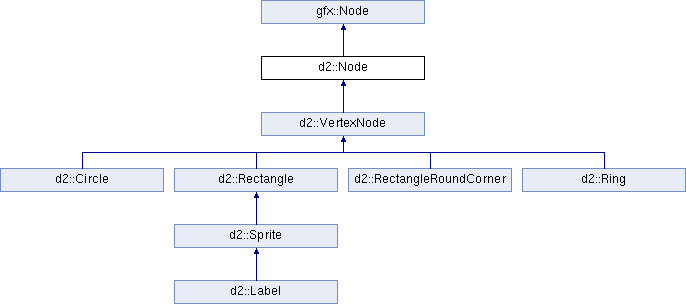 gfx::Node
d2::Node
d2::VertexNode
d2::Circle
d2::Rectangle
d2::RectangleRoundCorner
d2::Ring
d2::Sprite
d2::Label